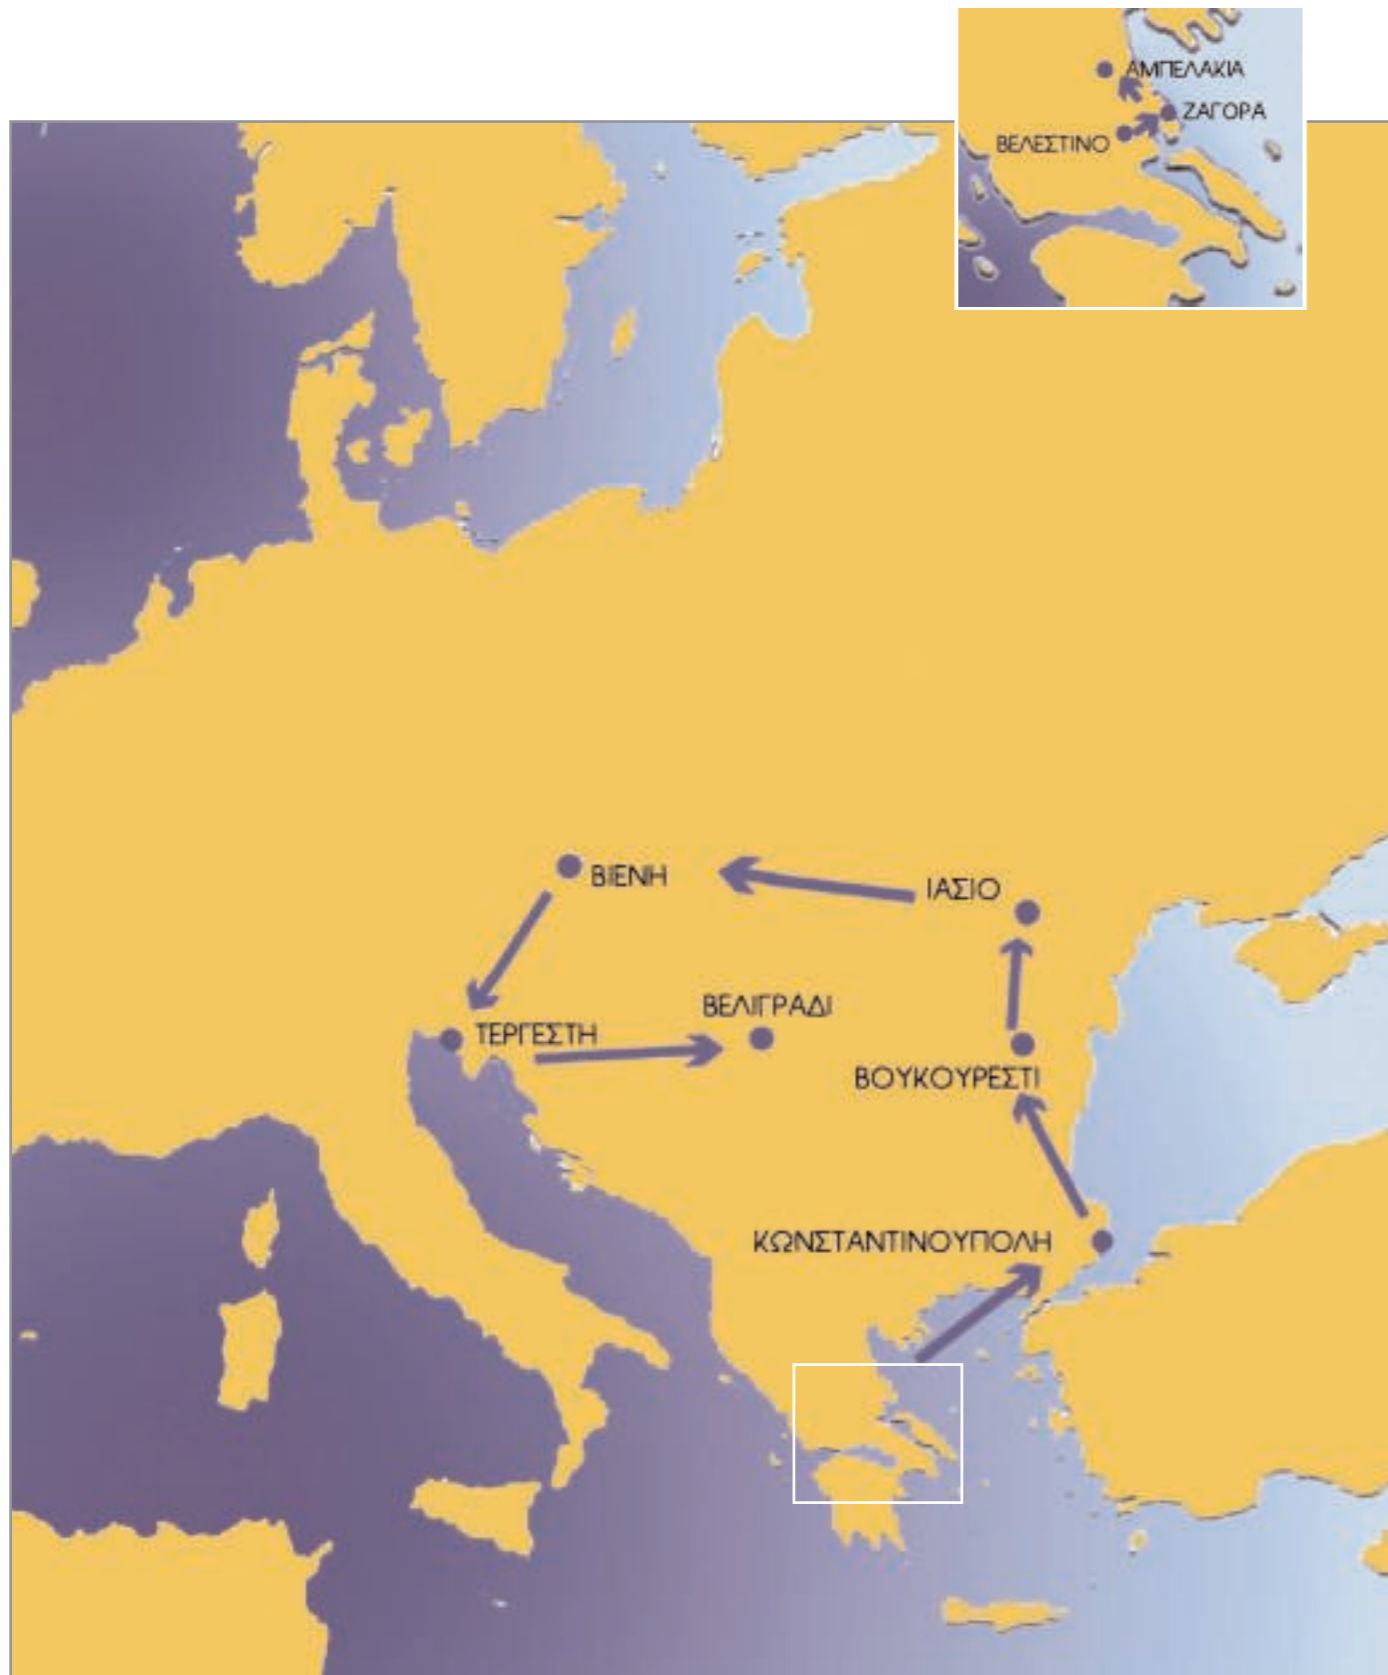 ΑΜΠΕΛΑΚΙΑ
ΖΑΓΟΡΑ
ΒΕΛΕΣΤΙΝΟ
ΒΙΕΝΗ
ΙΑΣΙΟ
ΒΕΛΙΓΡΑΔΙ
ΤΕΡΓΕΣΤΗ
ΒΟΥΚΟΥΡΕΣΤΙ
ΚΩΝΣΤΑΝΤΙΝΟΥΠΟΛΗ